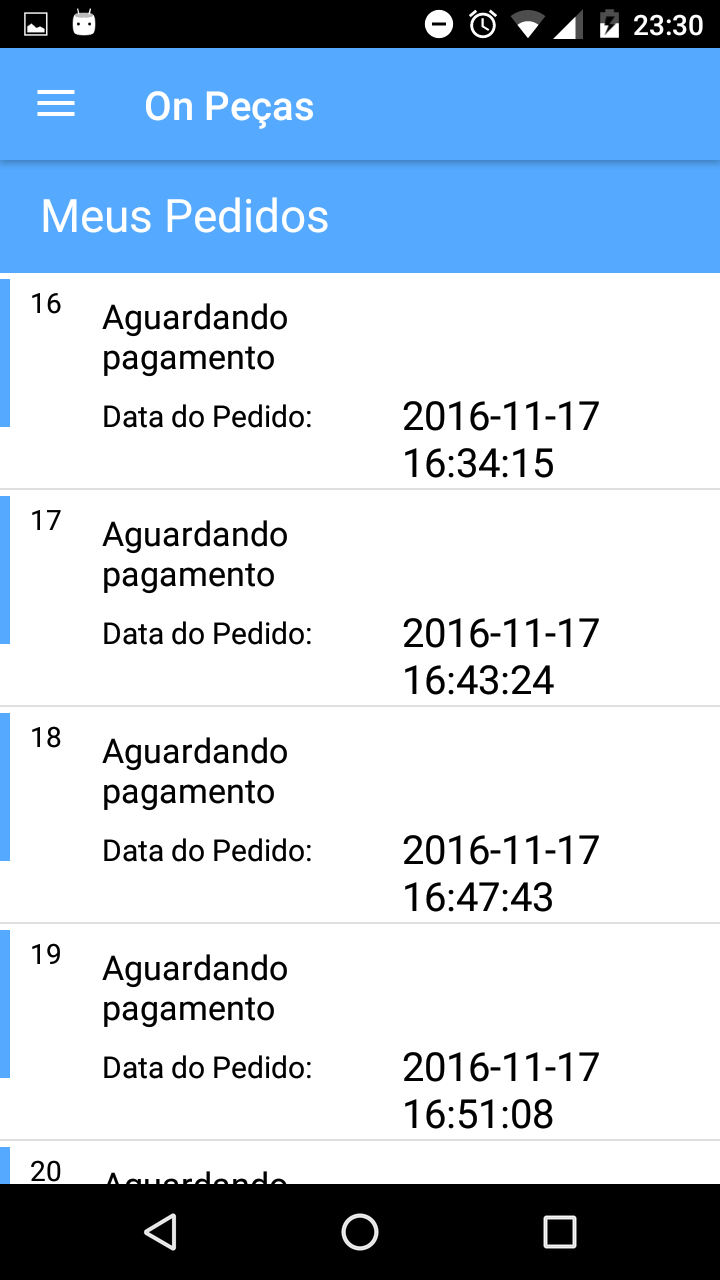 23:30
On Peças
Meus Pedidos
16
Aguardando
pagamento
Data do Pedido:
2016-11-17
16:34:15
17
Aguardando
pagamento
Data do Pedido:
2016-11-17
16:43:24
18
Aguardando
pagamento
Data do Pedido:
2016-11-17
16:47:43
19
Aguardando
pagamento
Data do Pedido:
2016-11-17
16:51:08
20
Aguardando